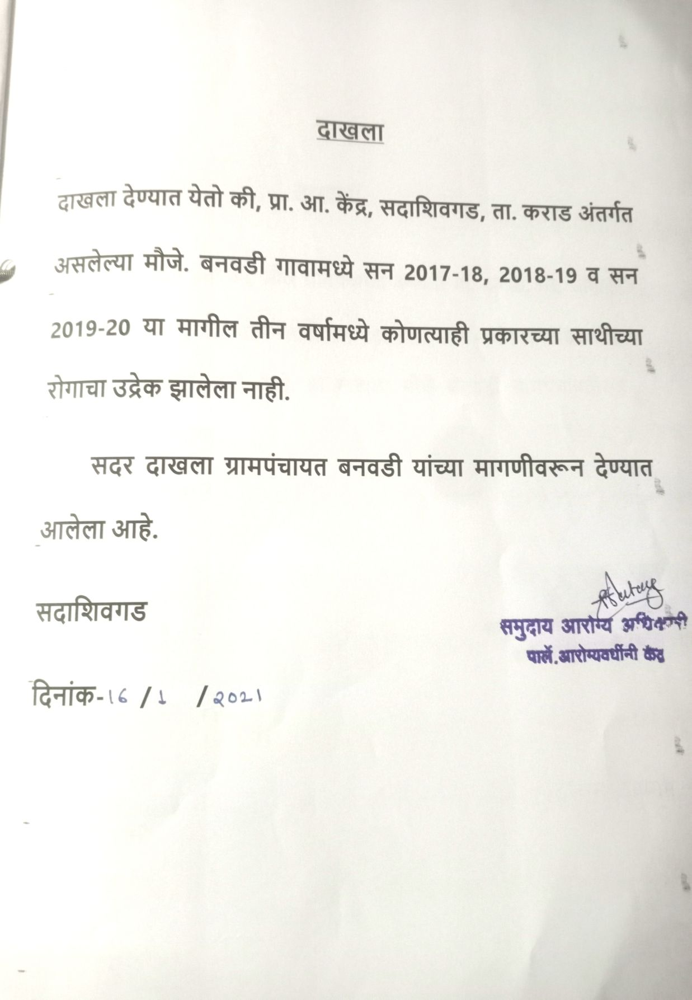 दाखला
दाखला देण्यात येतो की, प्रा. आ. केंद्र, सदाशिवगड, ता. कराड अंतर्गत
असलेल्या मौजे. बनवडी गावामध्ये सन 2017-18, 2018-19 व सन
2019-20 या मागील तीन वर्षामध्ये कोणत्याही प्रकारच्या साथीच्या
रोगाचा उद्रेक झालेला नाही.
सदर दाखला ग्रामपंचायत बनवडी यांच्या मागणीवरून देण्यात
आलेला आहे.
सदाशिवगड
समुदाय आरोग्य अधिकारी
पार्ले.आरोग्यवर्धीनी केंद्र
दिनांक-16 / 1 / 2021